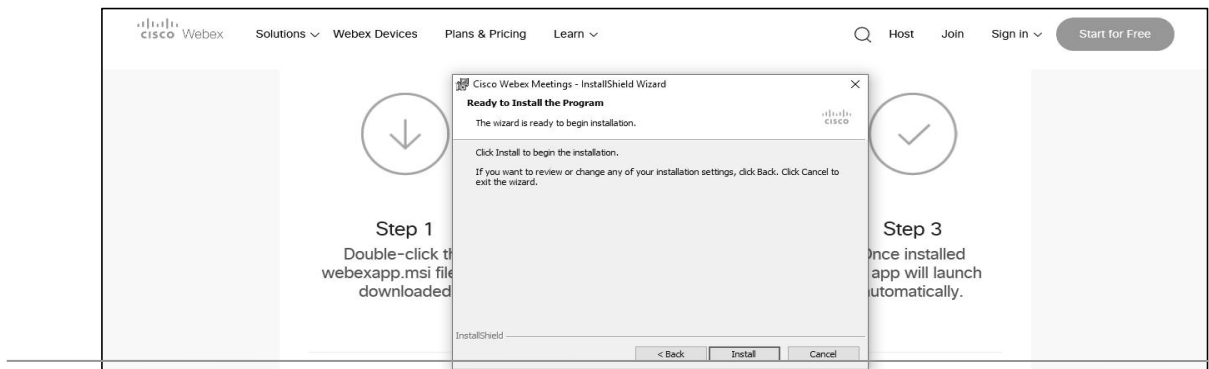 cisco Webex Solutions Webex Devices Plans & Pricing Learn Host Join Sign in Start for Free
Cisco Webex Meetings - InstallShield Wizard
Ready to Install the Program
The wizard is ready to begin installation.
cisco
Click Install to begin the installation.
If you want to review or change any of your installation settings, click Back. Click Cancel to
exit the wizard.
InstallShield
< Back Install Cancel
Step 1
Double-click
webexapp.msi
downloaded
Step 3
installed
app will launch